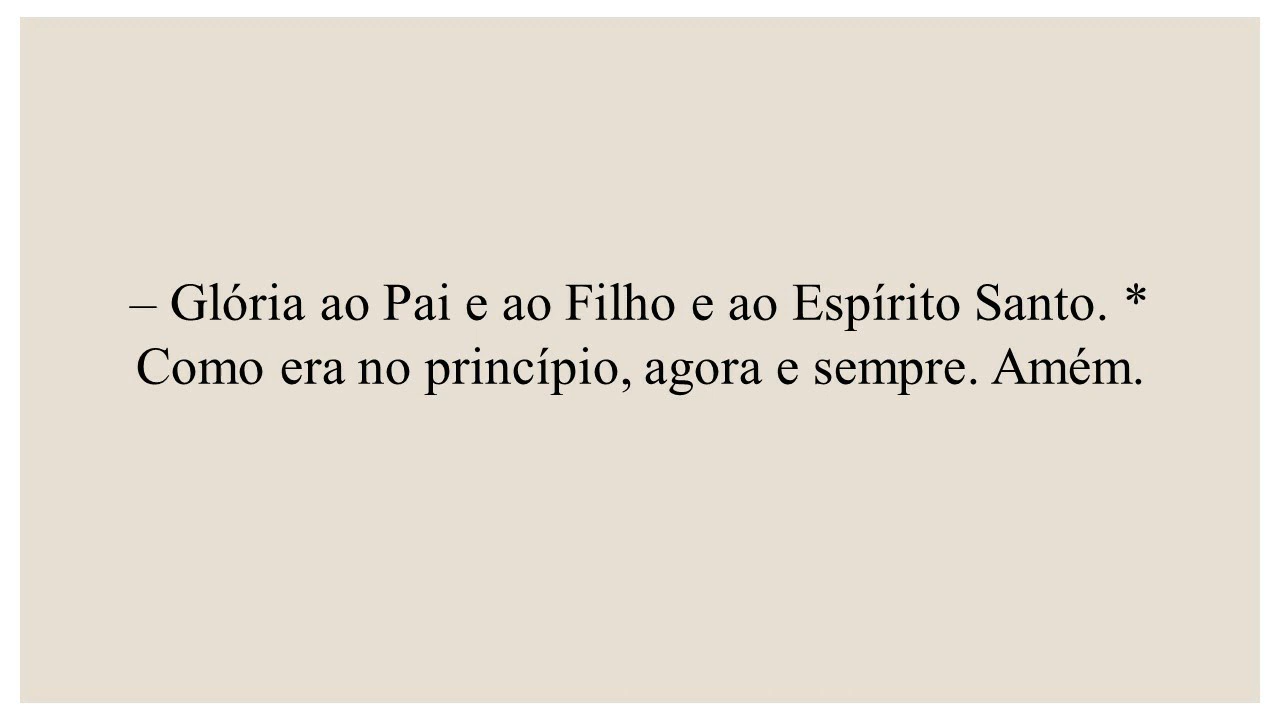 – Glória ao Pai e ao Filho e ao Espírito Santo. *
Como era no princípio, agora e sempre. Amém.